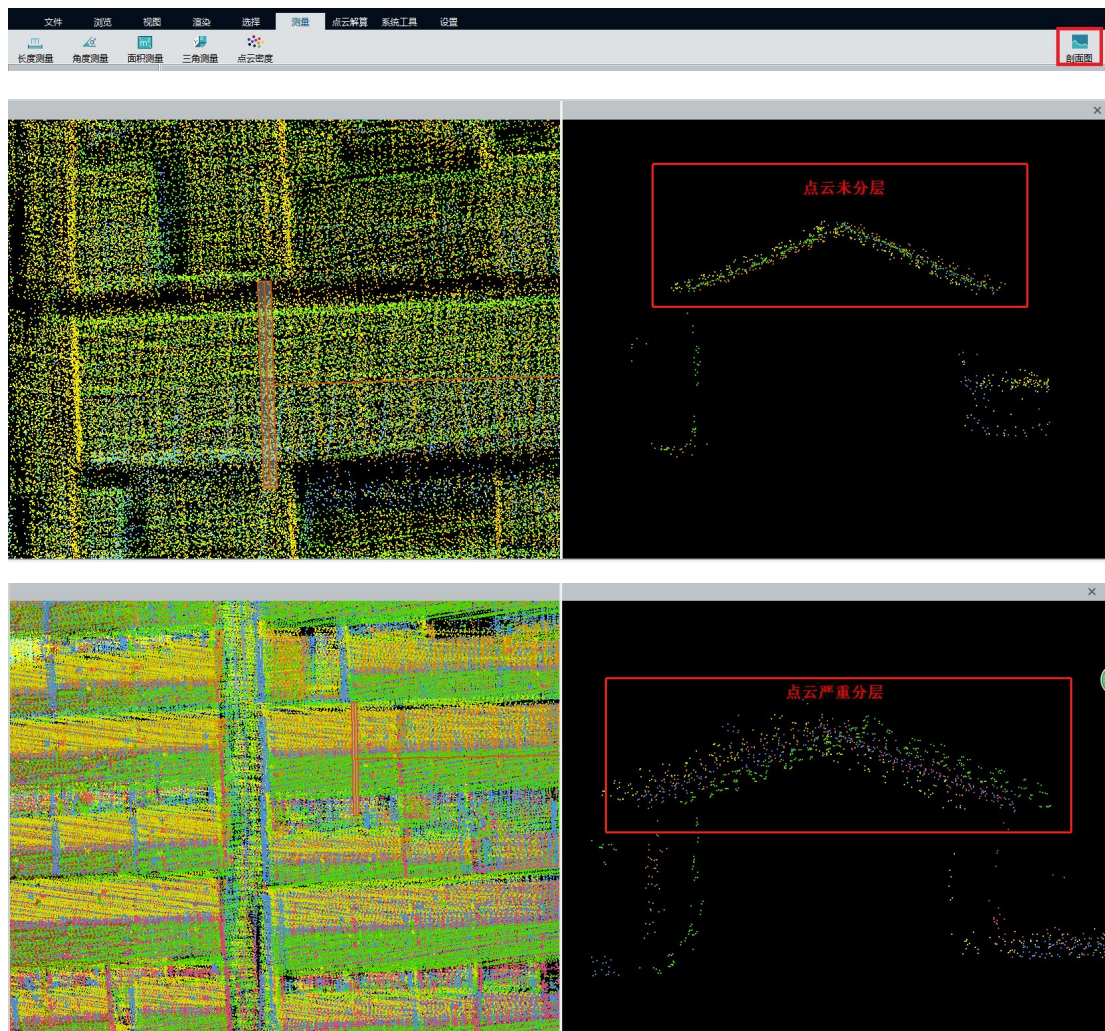 文件 浏览 视图 渲染 选择 测量 点云解算 系统工具 设置
长度测量 角度测量 面积测量 三角测量 点云密度 剖面图
点云未分层
点云严重分层